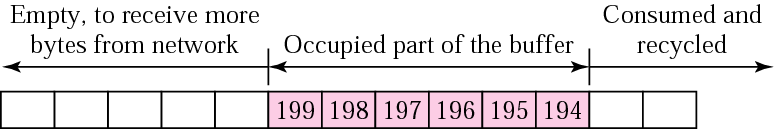 Empty, to receive more
bytes from network
Occupied part of the buffer
Consumed and
recycled
199 198 197 196 195 194